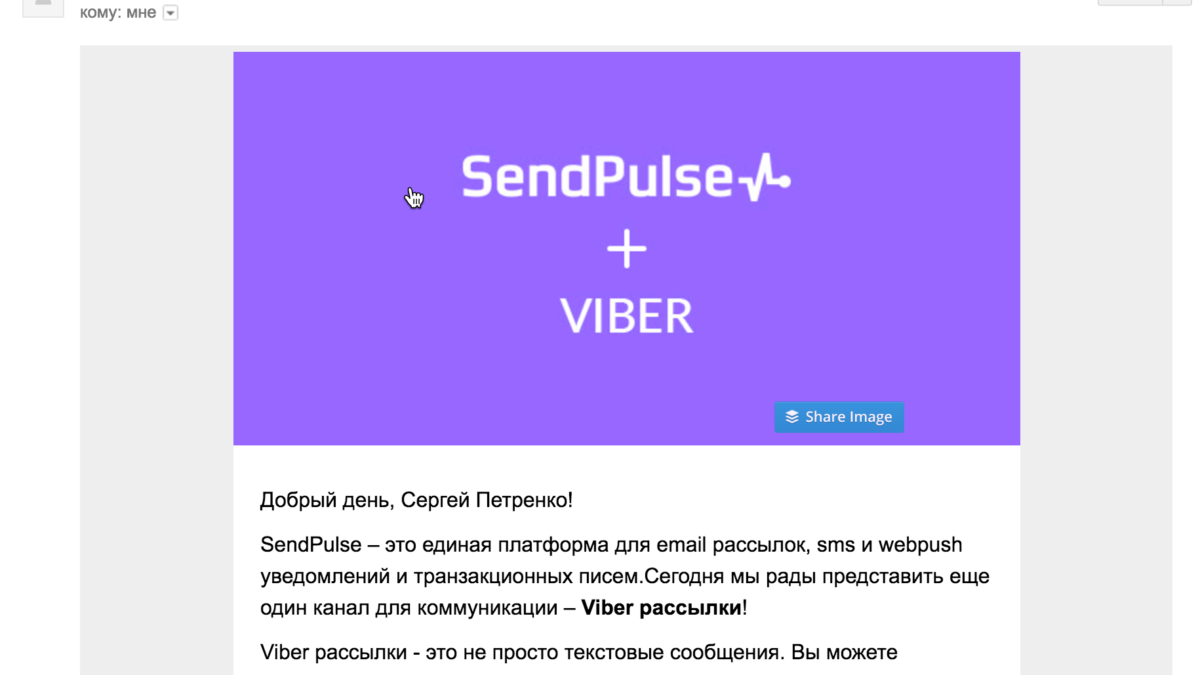 кому: мне
SendPulse
+
VIBER
Share Image
Добрый день, Сергей Петренко!
SendPulse – это единая платформа для email рассылок, sms и webpush
уведомлений и транзакционных писем.Сегодня мы рады представить еще
один канал для коммуникации – Viber рассылки!
Viber рассылки - это не просто текстовые сообщения. Вы можете